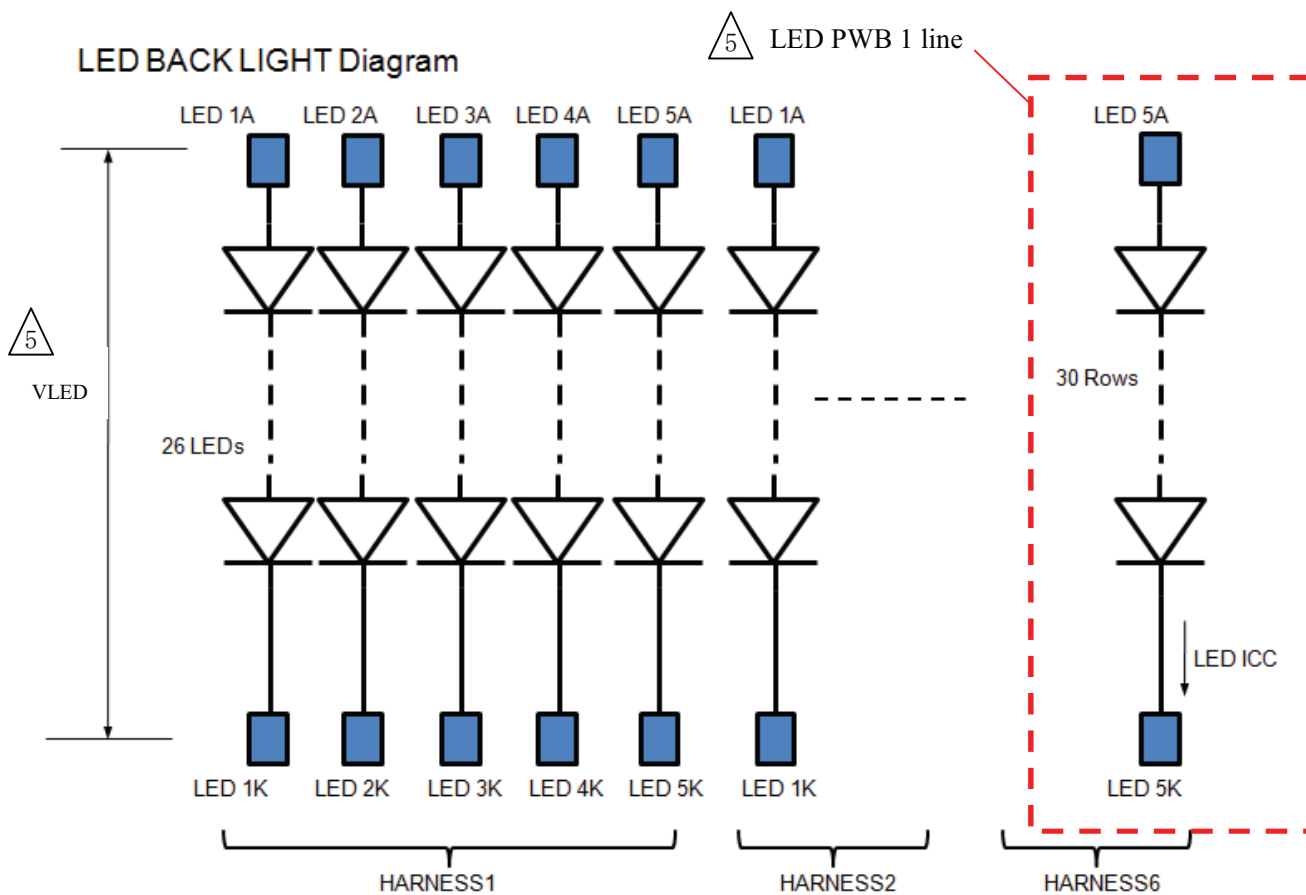 5 LED PWB 1 line
LED BACK LIGHT Diagram
LED 1A LED 2A LED 3A LED 4A LED 5A LED 1A LED 5A
5
VLED
30 Rows
26 LEDs
LED ICC
LED 1K LED 2K LED 3K LED 4K LED 5K LED 1K LED 5K
HARNESS1 HARNESS2 HARNESS6